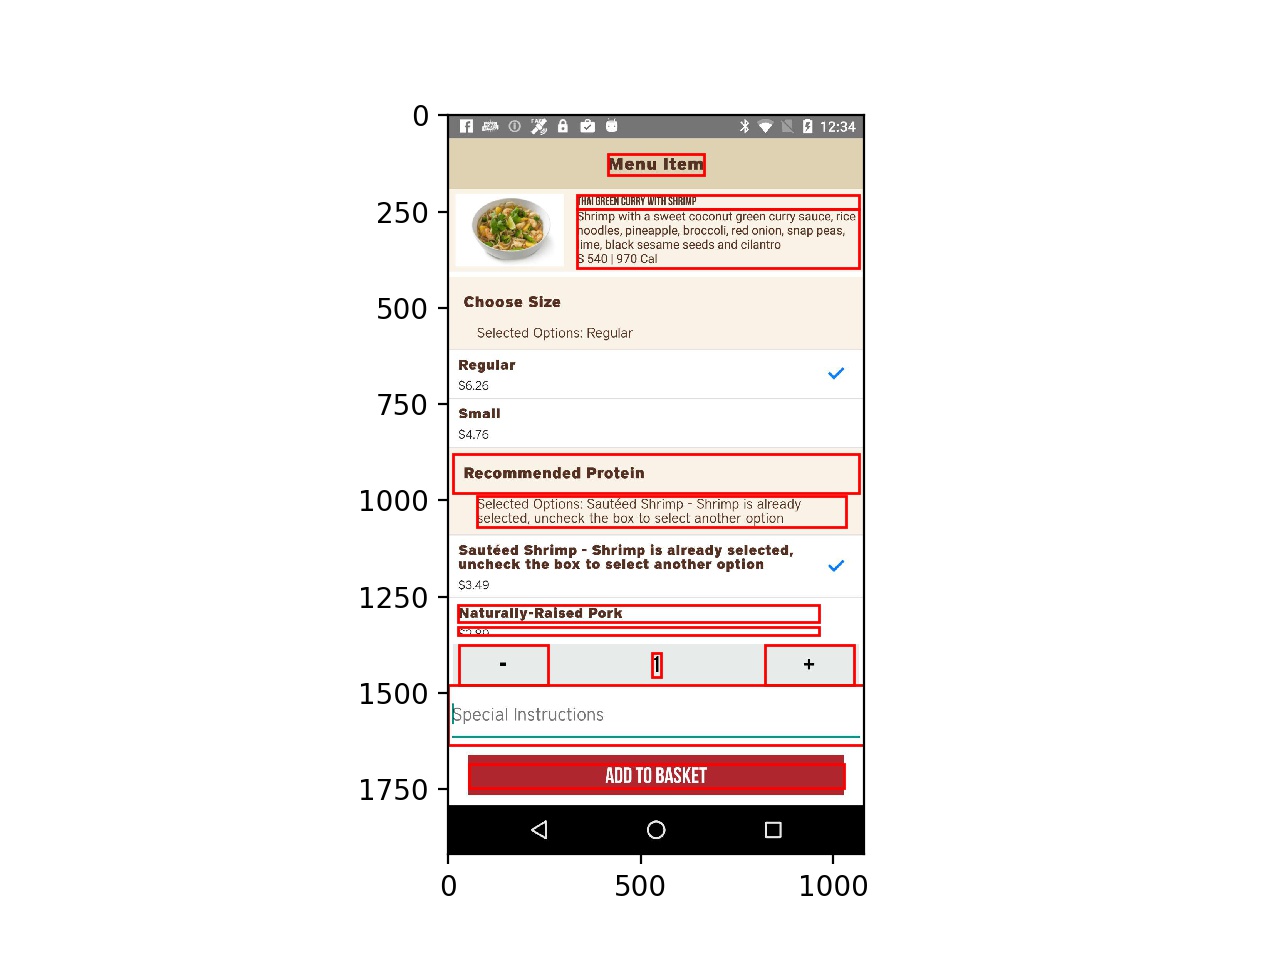 0
250
500
750
1000
1250
1500
1750
0
500
1000
12:34
Menu Item
THAI GREEN CURRY WITH SHRIMP
Shrimp with a sweet coconut green curry sauce, rice
noodles, pineapple, broccoli, red onion, snap peas,
lime, black sesame seeds and cilantro
S 540 | 970 Cal
Choose Size
Selected Options: Regular
Regular
$6.26
Small
$4.76
Recommended Protein
Selected Options: Sautéed Shrimp - Shrimp is already
selected, uncheck the box to select another option
Sautéed Shrimp - Shrimp is already selected,
uncheck the box to select another option
$3.49
Naturally-Raised Pork
-
1
+
Special Instructions
ADD TO BASKET